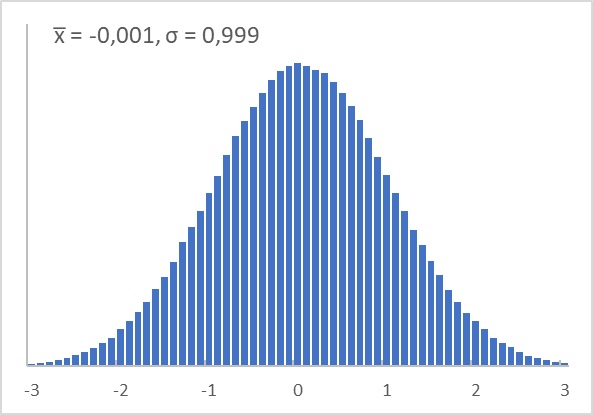 x̅ = -0,001, σ = 0,999
-3 -2 -1 0 1 2 3